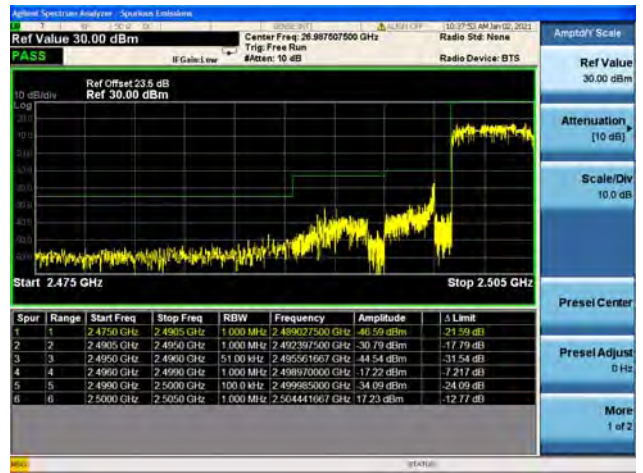 Agilent Spectrum Analyzer - Spurious Emissions
SENSE:INT ALIGN OFF 10:37:53 AM Jan 02, 2021
Ref Value 30.00 dBm
Center Freq: 26.987507500 GHz
Radio Std: None
Trig: Free Run
PASS
IFGain:Low
#Atten: 10 dB
Radio Device: BTS
Ref Offset 23.5 dB
10 dB/div Ref 30.00 dBm
Log
Start 2.475 GHz
Stop 2.505 GHz
Spur Range Start Freq Stop Freq RBW Frequency Amplitude Δ Limit
1 1 2.4750 GHz 2.4905 GHz 1.000 MHz 2.489027500 GHz -46.59 dBm -21.59 dB
2 2 2.4905 GHz 2.4950 GHz 1.000 MHz 2.492397500 GHz -30.79 dBm -17.79 dB
3 3 2.4950 GHz 2.4960 GHz 51.00 kHz 2.495561667 GHz -44.54 dBm -31.54 dB
4 4 2.4960 GHz 2.4990 GHz 1.000 MHz 2.498970000 GHz -17.22 dBm -7.217 dB
5 5 2.4990 GHz 2.5000 GHz 100.0 kHz 2.499985000 GHz -34.09 dBm -24.09 dB
6 6 2.5000 GHz 2.5050 GHz 1.000 MHz 2.504441667 GHz 17.23 dBm -12.77 dB
MSG
STATUS
Amptd/Y Scale
Ref Value
30.00 dBm
Attenuation
[10 dB]
Scale/Div
10.0 dB
Presel Center
Presel Adjust
0 Hz
More
1 of 2